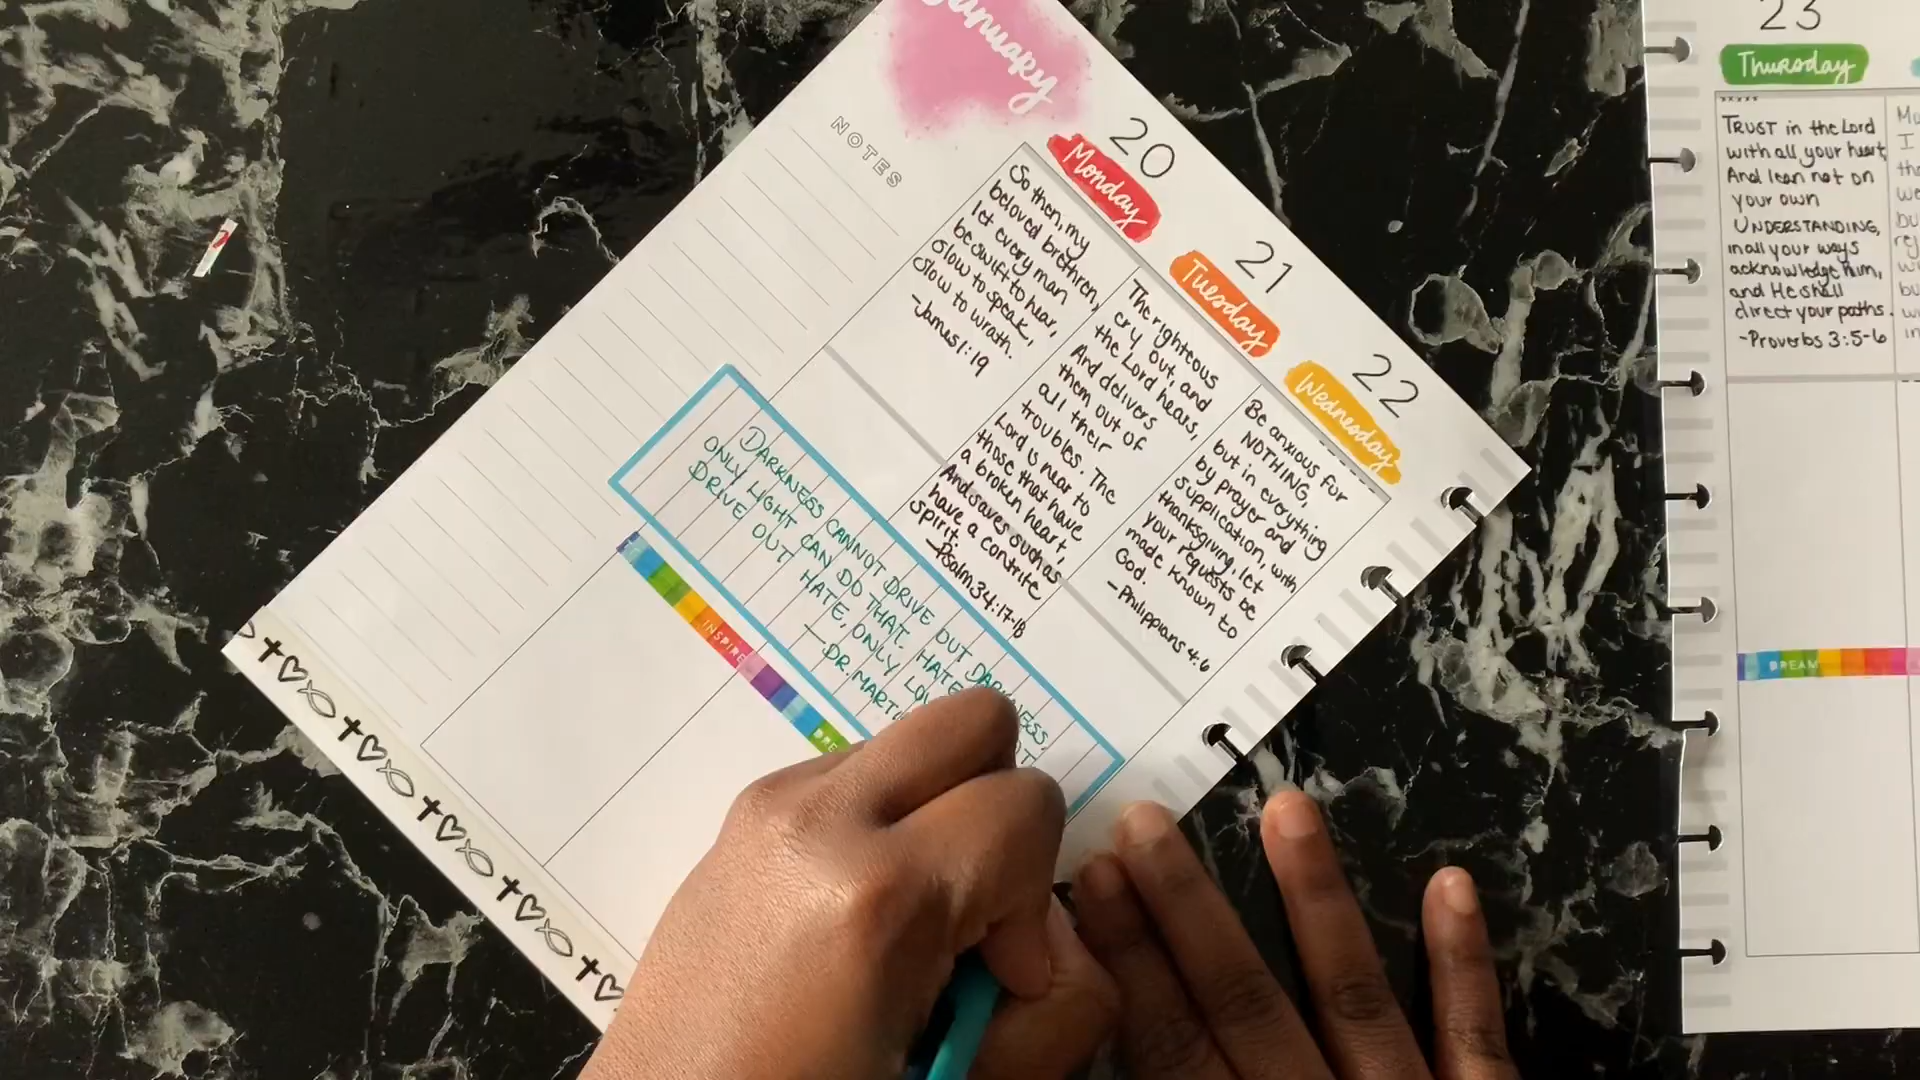 January
NOTES
20
Monday
So then, my
beloved brethren,
let every man
be swift to hear,
slow to speak,
slow to wrath.
-James 1:19
21
Tuesday
The righteous
cry out, and
the Lord hears,
And delivers
them out of
all their
troubles. The
Lord is near to
those that have
a broken heart,
And saves such as
have a contrite
spirit.
-Psalm 34:17-18
22
Wednesday
Be anxious for
NOTHING,
but in everything
by prayer and
supplication, with
thanksgiving, let
your requests be
made known to
God.
-Philippians 4:6
DARKNESS CANNOT DRIVE OUT DARKNESS,
ONLY LIGHT CAN DO THAT. HATE
DRIVE OUT HATE, ONLY
-DR. MARTI
INSPIRE
23
Thursday
TRUST in the Lord
with all your heart,
And lean not on
your own
UNDERSTANDING,
in all your ways
acknowledge Him,
and He shall
direct your paths.
-Proverbs 3:5-6
DREAM